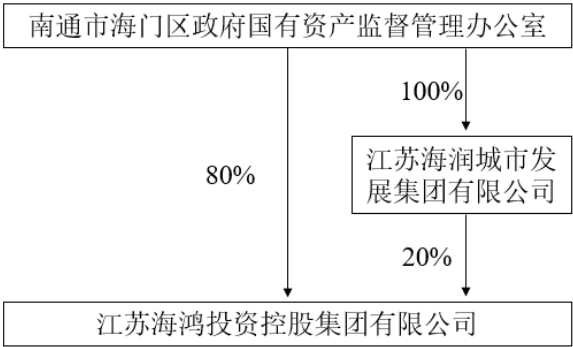 南通市海门区政府国有资产监督管理办公室
100%
江苏海润城市发
展集团有限公司
80%
20%
江苏海鸿投资控股集团有限公司